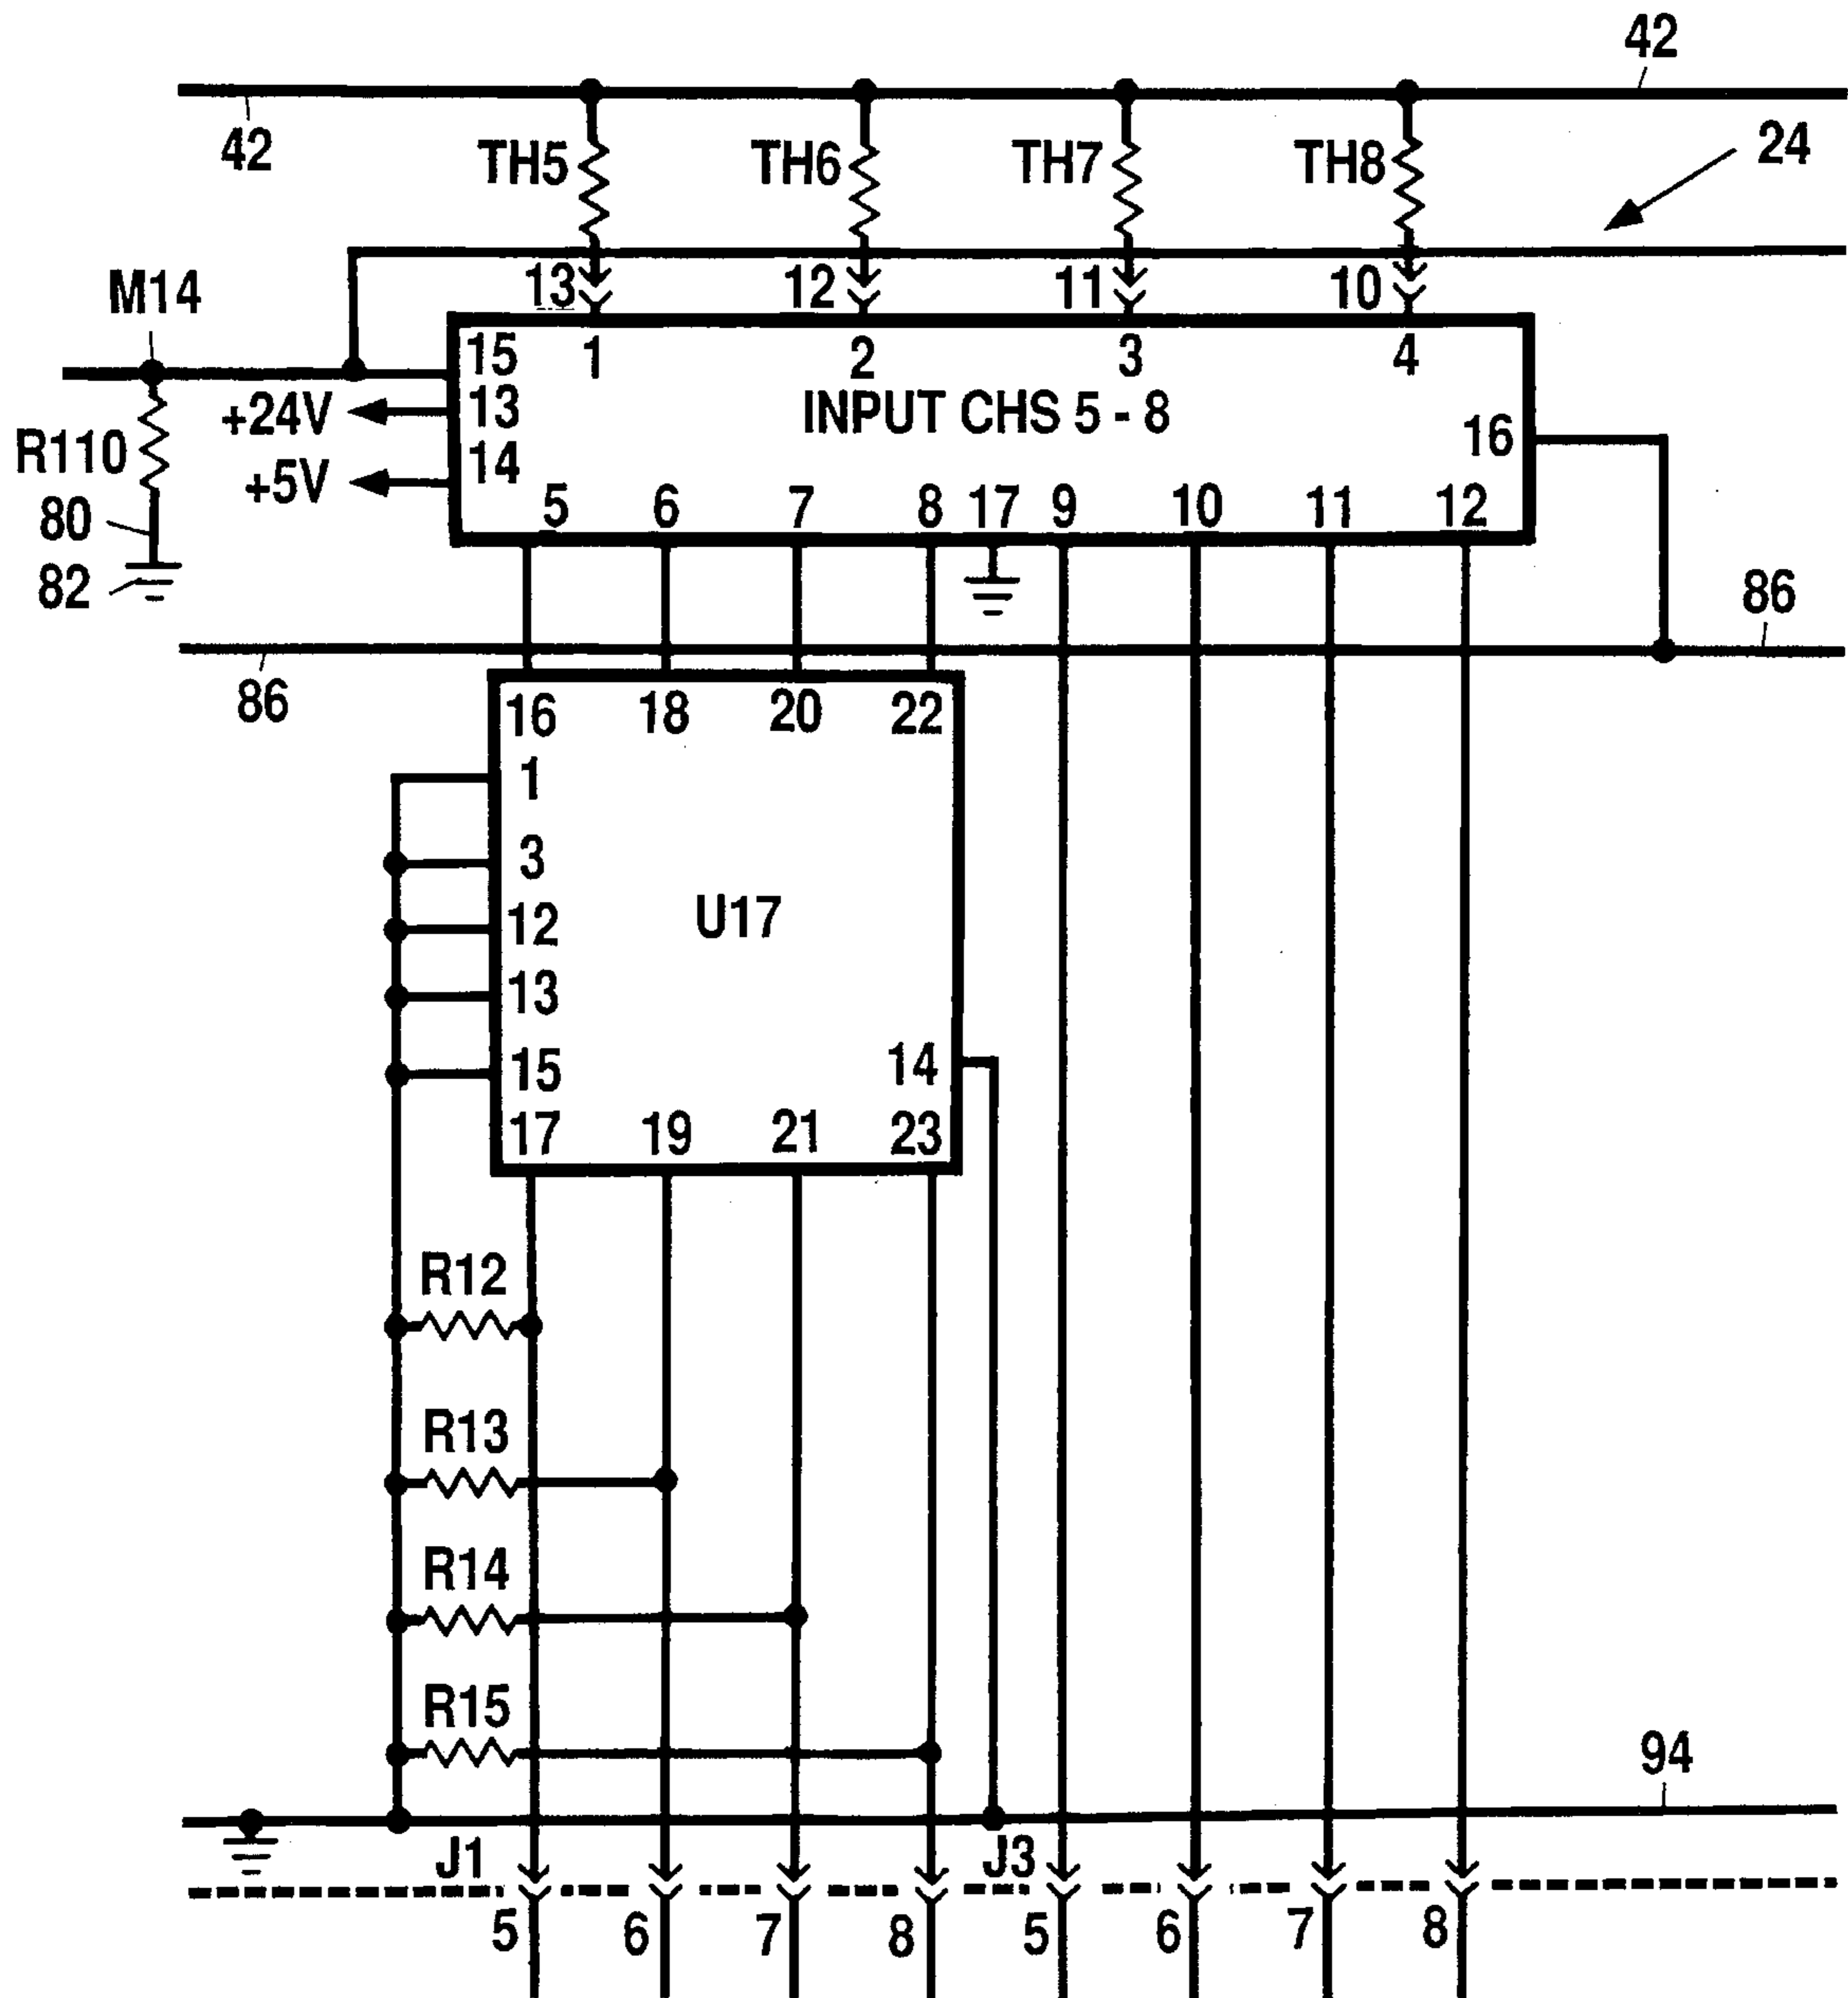 42
42
TH5 TH6 TH7 TH8 24
M14 13 12 11 10
15 1 2 3 4
+24V 13 INPUT CHS 5 - 8
R110 +5V 14 16
80 5 6 7 8 17 9 10 11 12
82 86
86 16 18 20 22
1
3
U17
12
13
15 14
17 19 21 23
R12
R13
R14
R15
94
J1 J3
5 6 7 8 5 6 7 8